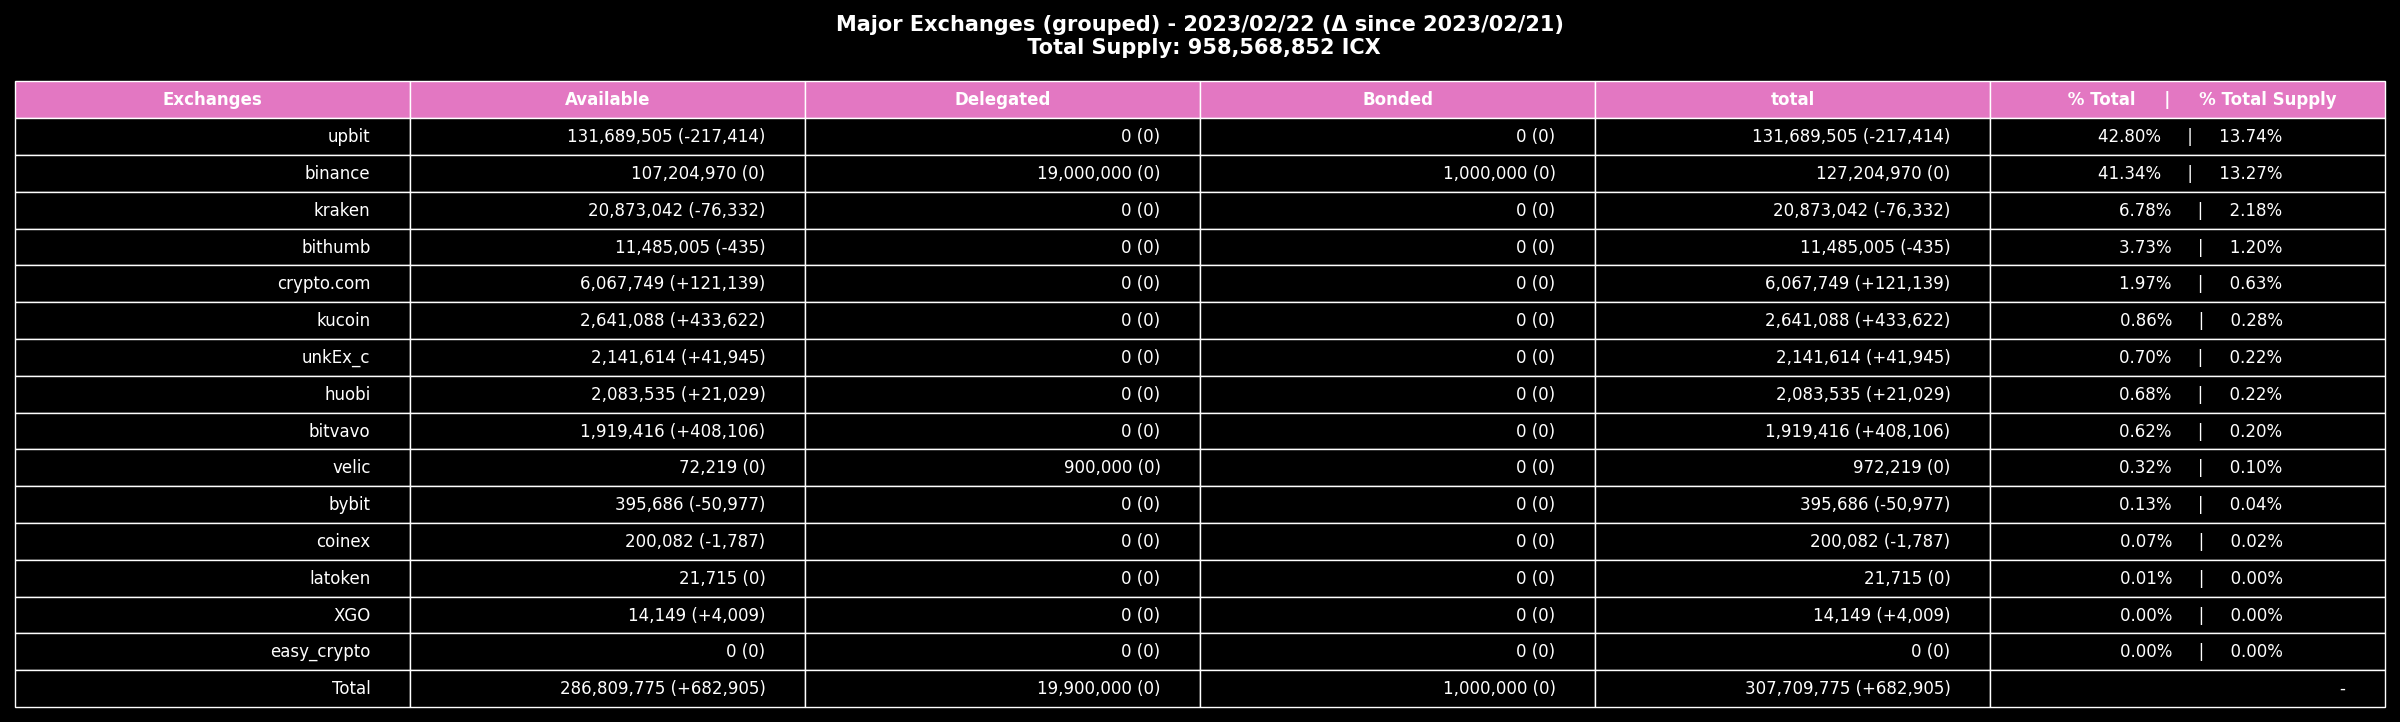 Major Exchanges (grouped) - 2023/02/22 (Δ since 2023/02/21)
Total Supply: 958,568,852 ICX
Exchanges Available Delegated Bonded total % Total | % Total Supply
upbit 131,689,505 (-217,414) 0 (0) 0 (0) 131,689,505 (-217,414) 42.80% | 13.74%
binance 107,204,970 (0) 19,000,000 (0) 1,000,000 (0) 127,204,970 (0) 41.34% | 13.27%
kraken 20,873,042 (-76,332) 0 (0) 0 (0) 20,873,042 (-76,332) 6.78% | 2.18%
bithumb 11,485,005 (-435) 0 (0) 0 (0) 11,485,005 (-435) 3.73% | 1.20%
crypto.com 6,067,749 (+121,139) 0 (0) 0 (0) 6,067,749 (+121,139) 1.97% | 0.63%
kucoin 2,641,088 (+433,622) 0 (0) 0 (0) 2,641,088 (+433,622) 0.86% | 0.28%
unkEx_c 2,141,614 (+41,945) 0 (0) 0 (0) 2,141,614 (+41,945) 0.70% | 0.22%
huobi 2,083,535 (+21,029) 0 (0) 0 (0) 2,083,535 (+21,029) 0.68% | 0.22%
bitvavo 1,919,416 (+408,106) 0 (0) 0 (0) 1,919,416 (+408,106) 0.62% | 0.20%
velic 72,219 (0) 900,000 (0) 0 (0) 972,219 (0) 0.32% | 0.10%
bybit 395,686 (-50,977) 0 (0) 0 (0) 395,686 (-50,977) 0.13% | 0.04%
coinex 200,082 (-1,787) 0 (0) 0 (0) 200,082 (-1,787) 0.07% | 0.02%
latoken 21,715 (0) 0 (0) 0 (0) 21,715 (0) 0.01% | 0.00%
XGO 14,149 (+4,009) 0 (0) 0 (0) 14,149 (+4,009) 0.00% | 0.00%
easy_crypto 0 (0) 0 (0) 0 (0) 0 (0) 0.00% | 0.00%
Total 286,809,775 (+682,905) 19,900,000 (0) 1,000,000 (0) 307,709,775 (+682,905) -